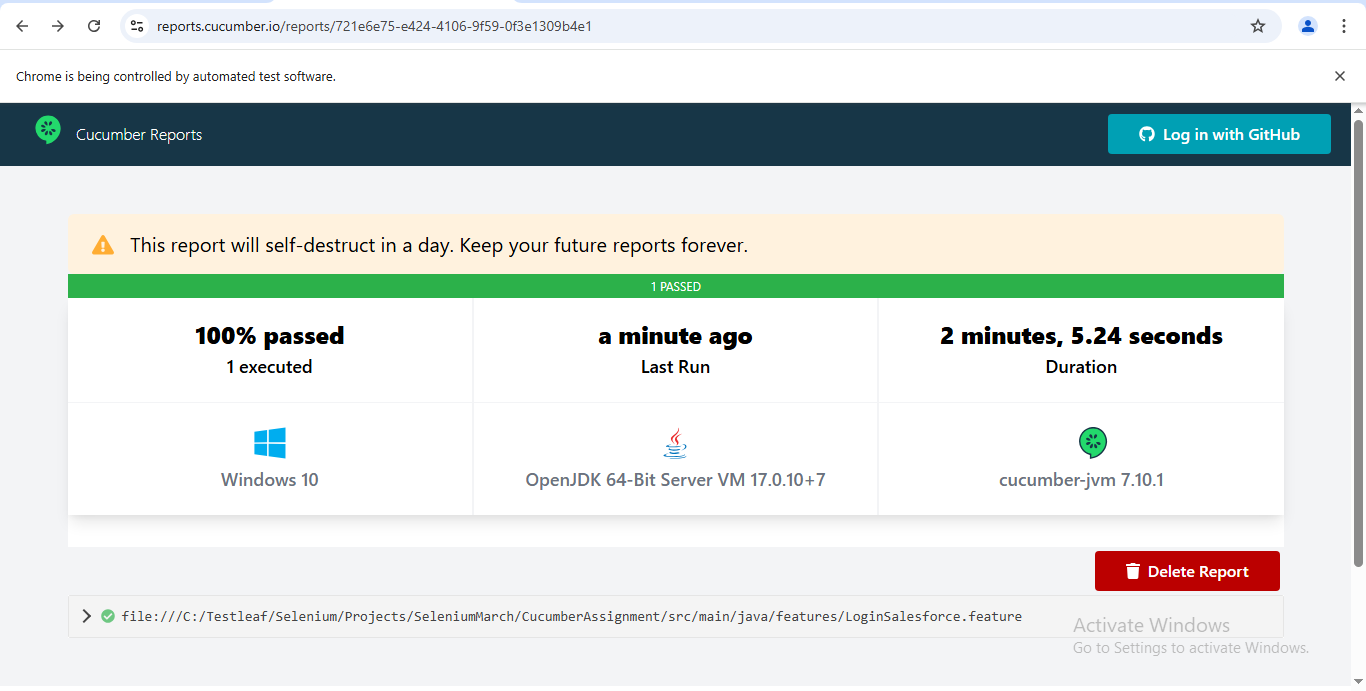 reports.cucumber.io/reports/721e6e75-e424-4106-9f59-0f3e1309b4e1
Chrome is being controlled by automated test software.
Cucumber Reports
Log in with GitHub
This report will self-destruct in a day. Keep your future reports forever.
1 PASSED
100% passed
1 executed
a minute ago
Last Run
2 minutes, 5.24 seconds
Duration
Windows 10
OpenJDK 64-Bit Server VM 17.0.10+7
cucumber-jvm 7.10.1
Delete Report
file:///C:/Testleaf/Selenium/Projects/SeleniumMarch/CucumberAssignment/src/main/java/features/LoginSalesforce.feature
Activate Windows
Go to Settings to activate Windows.